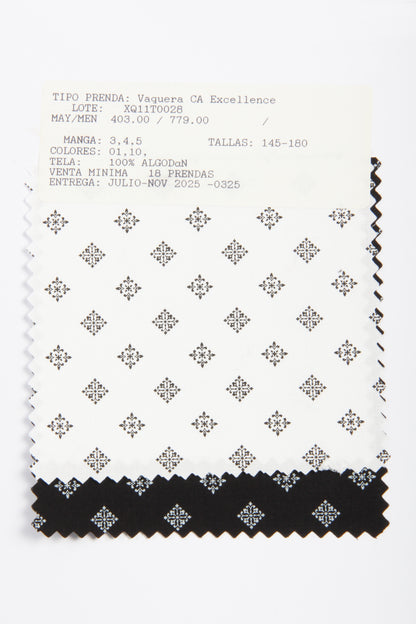 TIPO PRENDA: Vaquera CA Excellence
LOTE: XQ11T0028
MAY/MEN 403.00 / 779.00 /
MANGA: 3,4.5 TALLAS: 145-180
COLORES: 01,10,
TELA: 100% ALGODαN
VENTA MINIMA 18 PRENDAS
ENTREGA: JULIO-NOV 2025 -0325